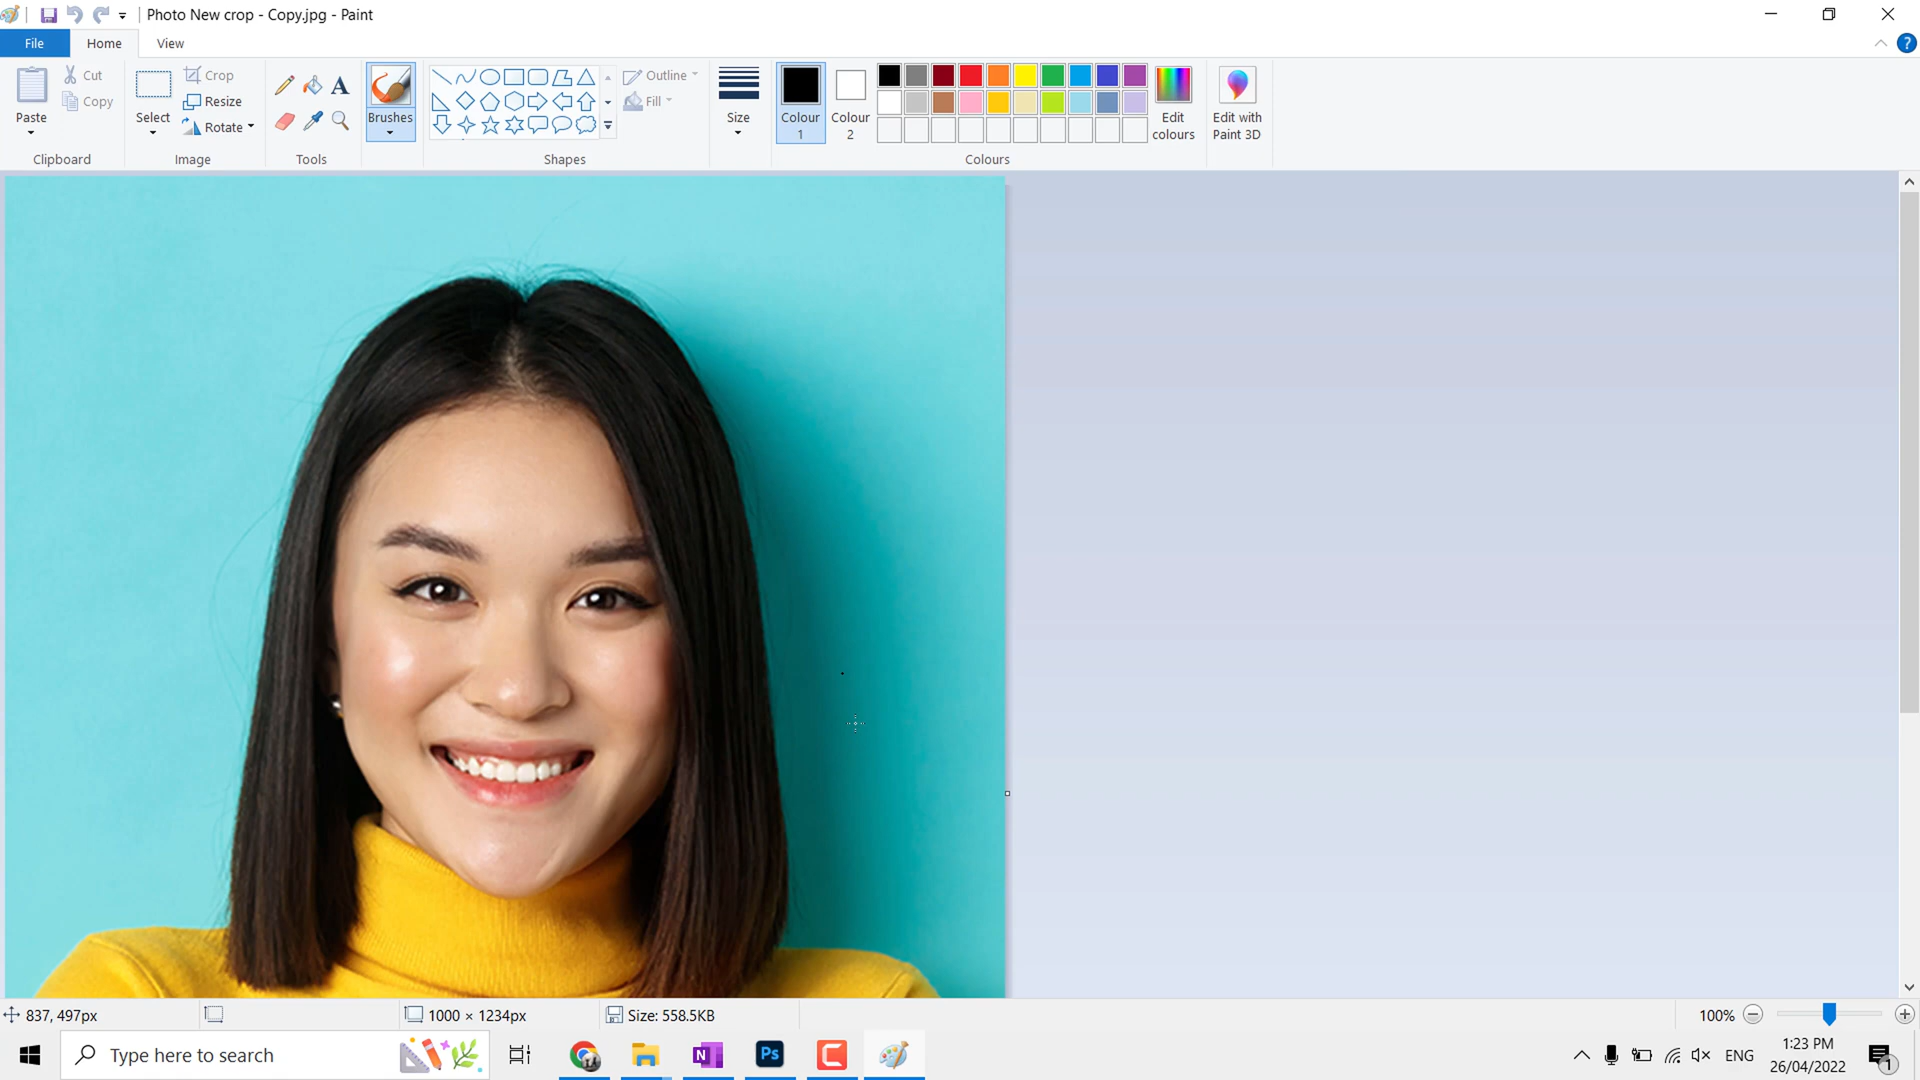 Photo New crop - Copy.jpg - Paint
File Home View
Paste
Cut
Copy
Clipboard
Select
Crop
Resize
Rotate
Image
A
Tools
Brushes
Outline
Fill
Shapes
Size
Colour 1
Colour 2
Edit colours
Colours
Edit with Paint 3D
?
837, 497px
1000 × 1234px
Size: 558.5KB
100%
Type here to search
N
Ps
C
ENG
1:23 PM
26/04/2022
1